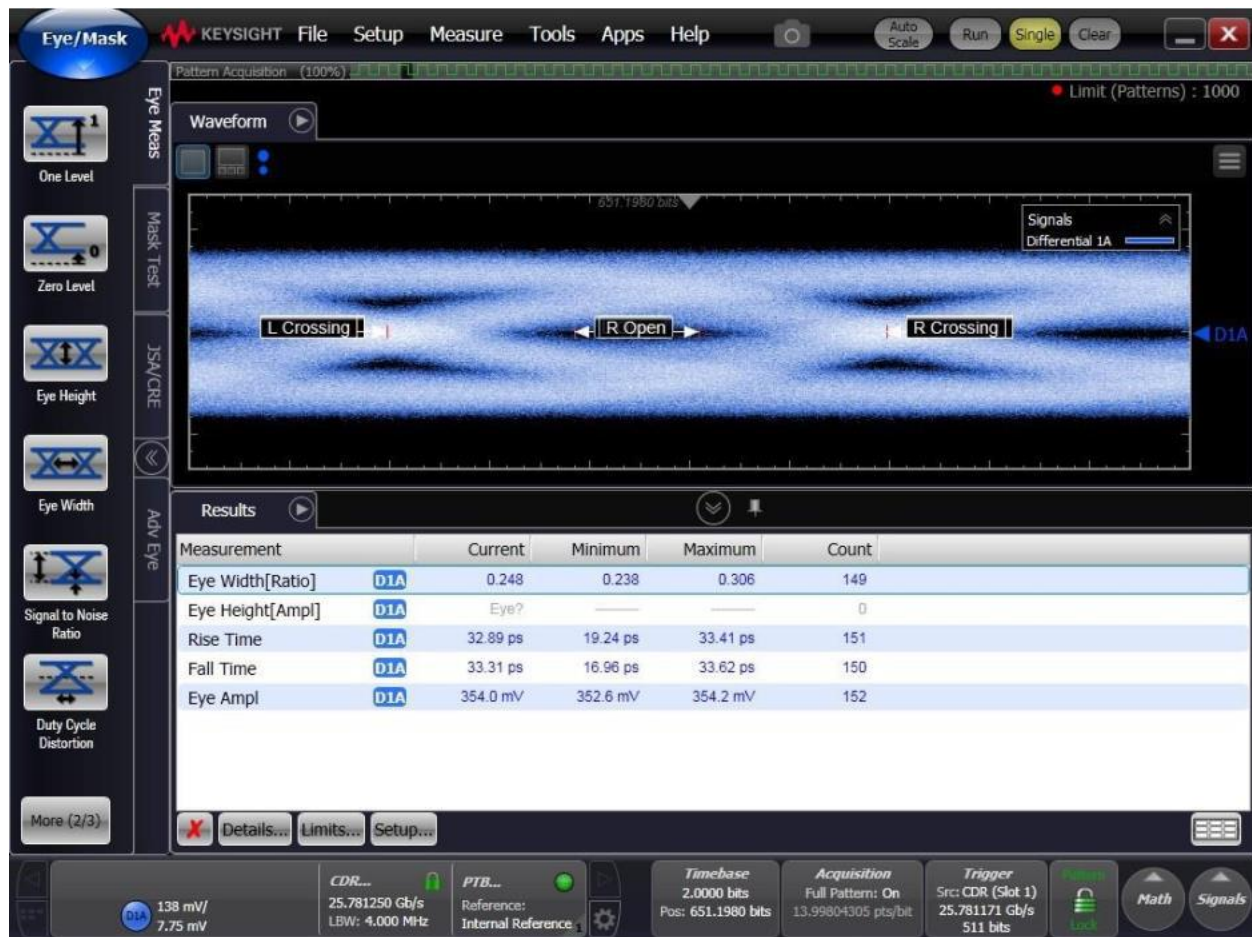 Eye/Mask
KEYSIGHT File Setup Measure Tools Apps Help
Auto Scale
Run
Single
Clear
Pattern Acquisition (100%)
Limit (Patterns) : 1000
Eye Meas
Mask Test
JSA/CRE
Adv Eye
1
One Level
0
Zero Level
Eye Height
Eye Width
Signal to Noise
Ratio
Duty Cycle
Distortion
More (2/3)
Waveform
651.1980 bits
Signals
Differential 1A
L Crossing
R Open
R Crossing
D1A
Results
Measurement Current Minimum Maximum Count
Eye Width[Ratio] D1A 0.248 0.238 0.306 149
Eye Height[Ampl] D1A Eye? 0
Rise Time D1A 32.89 ps 19.24 ps 33.41 ps 151
Fall Time D1A 33.31 ps 16.96 ps 33.62 ps 150
Eye Ampl D1A 354.0 mV 352.6 mV 354.2 mV 152
Details... Limits... Setup...
D1A
138 mV/
7.75 mV
CDR...
25.781250 Gb/s
LBW: 4.000 MHz
PTB...
Reference:
Internal Reference
1
Timebase
2.0000 bits
Pos: 651.1980 bits
Acquisition
Full Pattern: On
13.99804305 pts/bit
Trigger
Src: CDR (Slot 1)
25.781171 Gb/s
511 bits
Pattern
Lock
Math
Signals